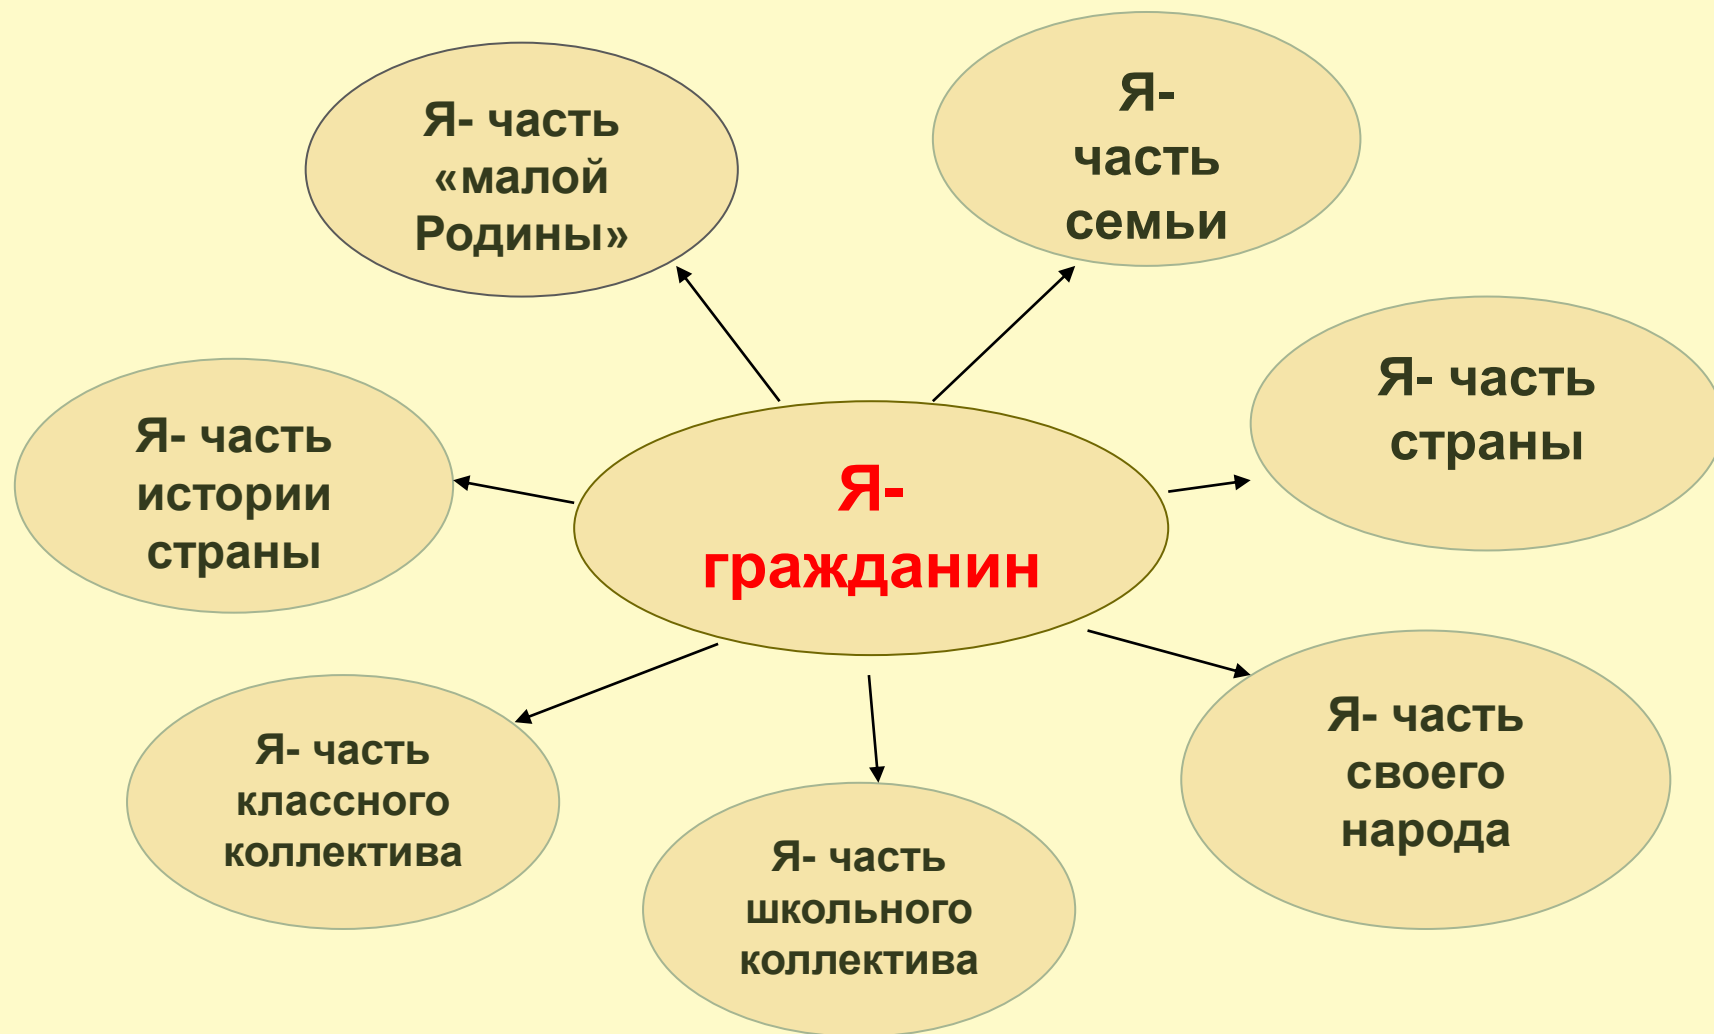 Я- часть
«малой
Родины»
Я-
часть
семьи
Я- часть
страны
Я- часть
истории
страны
Я-
гражданин
Я- часть
своего
народа
Я- часть
классного
коллектива
Я- часть
школьного
коллектива